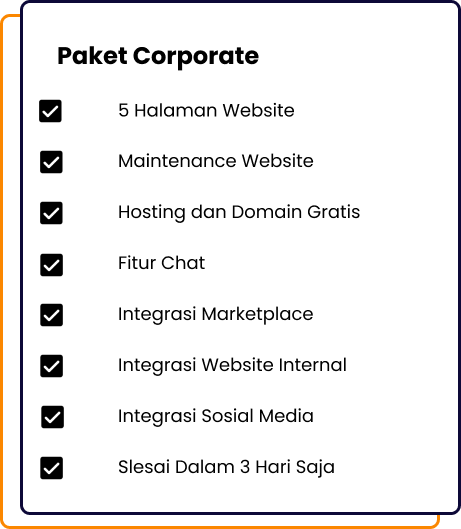 Paket Corporate
5 Halaman Website
Maintenance Website
Hosting dan Domain Gratis
Fitur Chat
Integrasi Marketplace
Integrasi Website Internal
Integrasi Sosial Media
Slesai Dalam 3 Hari Saja